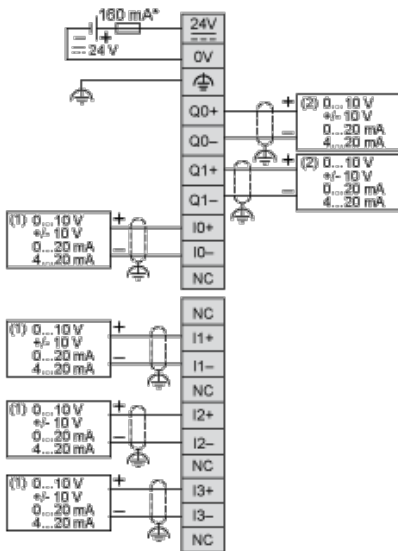 160 mA*
24 V
24V
0V
Q0+
Q0–
Q1+
Q1–
I0+
I0–
NC
(2) 0...10 V
+/- 10 V
0...20 mA
4...20 mA
(2) 0...10 V
+/- 10 V
0...20 mA
4...20 mA
(1) 0...10 V
+/- 10 V
0...20 mA
4...20 mA
NC
I1+
I1–
NC
I2+
I2–
NC
I3+
I3–
NC
(1) 0...10 V
+/- 10 V
0...20 mA
4...20 mA
(1) 0...10 V
+/- 10 V
0...20 mA
4...20 mA
(1) 0...10 V
+/- 10 V
0...20 mA
4...20 mA